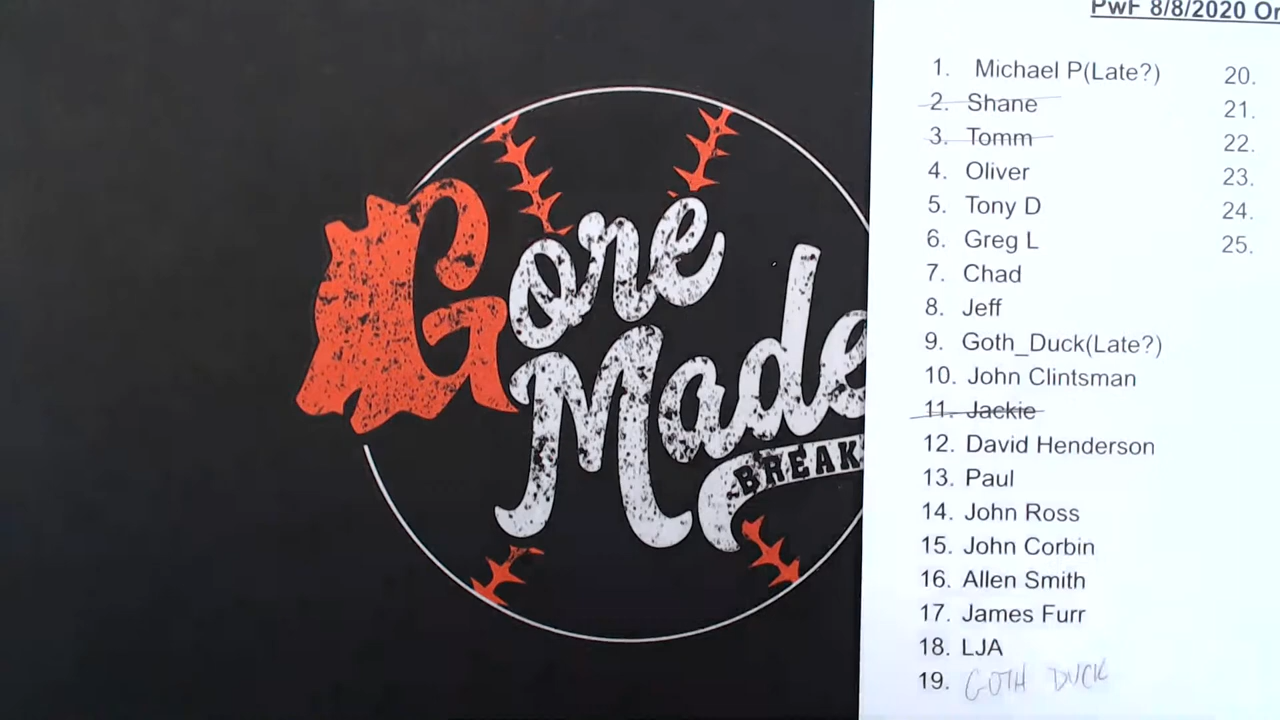 Gore
Made
BREAK
PwF 8/8/2020 Or
1. Michael P(Late?)
2. Shane
3. Tomm
4. Oliver
5. Tony D
6. Greg L
7. Chad
8. Jeff
9. Goth_Duck(Late?)
10. John Clintsman
11. Jackie
12. David Henderson
13. Paul
14. John Ross
15. John Corbin
16. Allen Smith
17. James Furr
18. LJA
19. GOTH DUCK
20.
21.
22.
23.
24.
25.